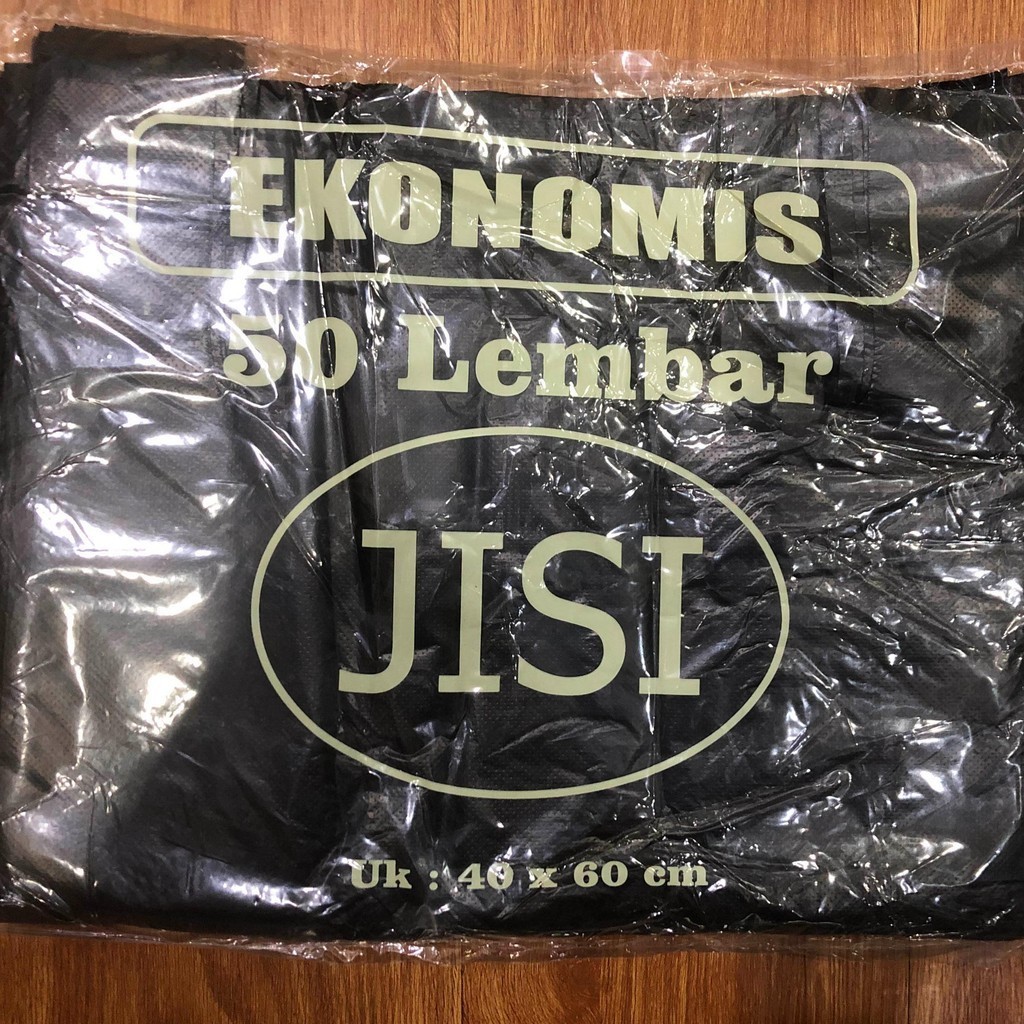 EKONOMIS
50 Lembar
JISI
Uk : 40 x 60 cm